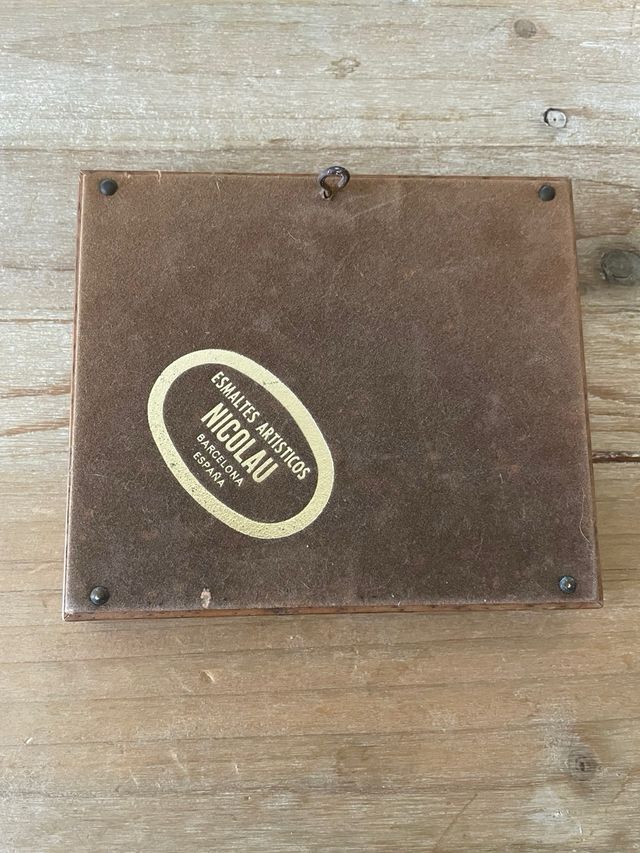 ESMALTES ARTISTICOS
NICOLAU
BARCELONA
ESPAÑA